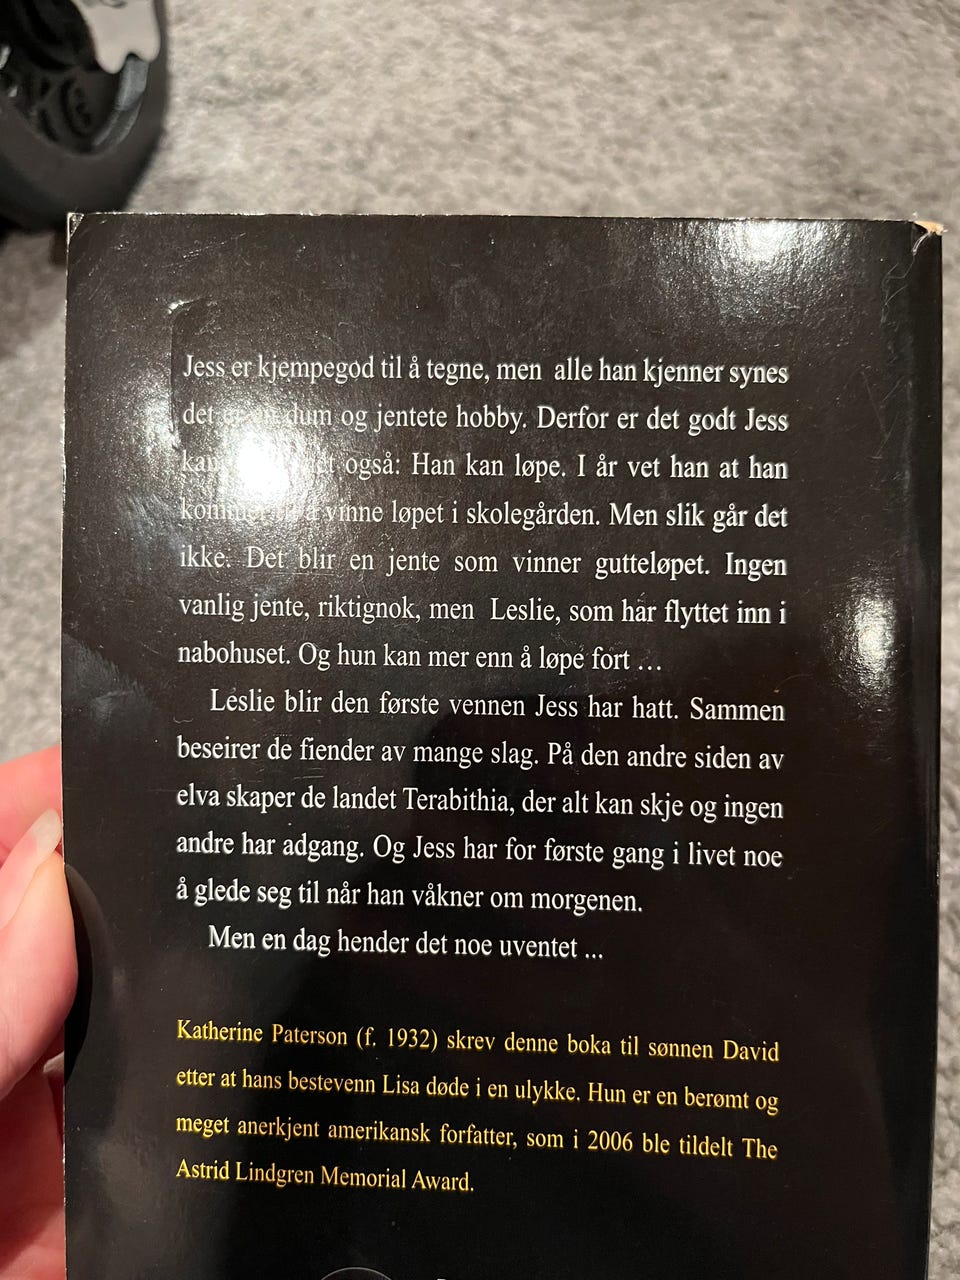 Jess er kjempegod til å tegne, men alle han kjenner synes
det er en dum og jentete hobby. Derfor er det godt Jess
kan også: Han kan løpe. I år vet han at han
kommer til å vinne løpet i skolegården. Men slik går det
ikke. Det blir en jente som vinner gutteløpet. Ingen
vanlig jente, riktignok, men Leslie, som har flyttet inn i
nabohuset. Og hun kan mer enn å løpe fort ...
Leslie blir den første vennen Jess har hatt. Sammen
beseirer de fiender av mange slag. På den andre siden av
elva skaper de landet Terabithia, der alt kan skje og ingen
andre har adgang. Og Jess har for første gang i livet noe
å glede seg til når han våkner om morgenen.
Men en dag hender det noe uventet ...
Katherine Paterson (f. 1932) skrev denne boka til sønnen David
etter at hans bestevenn Lisa døde i en ulykke. Hun er en berømt og
meget anerkjent amerikansk forfatter, som i 2006 ble tildelt The
Astrid Lindgren Memorial Award.